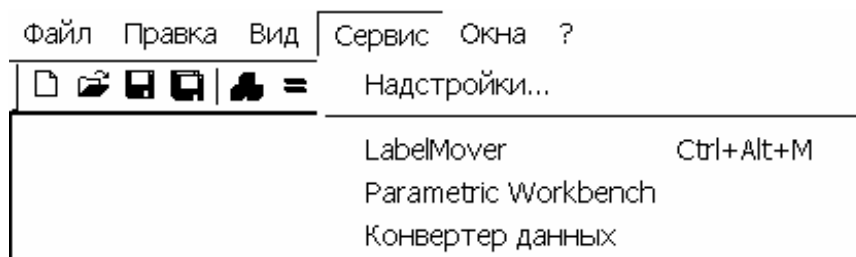 Файл Правка Вид Сервис Окна ?
Надстройки...
LabelMover Ctrl+Alt+M
Parametric Workbench
Конвертер данных